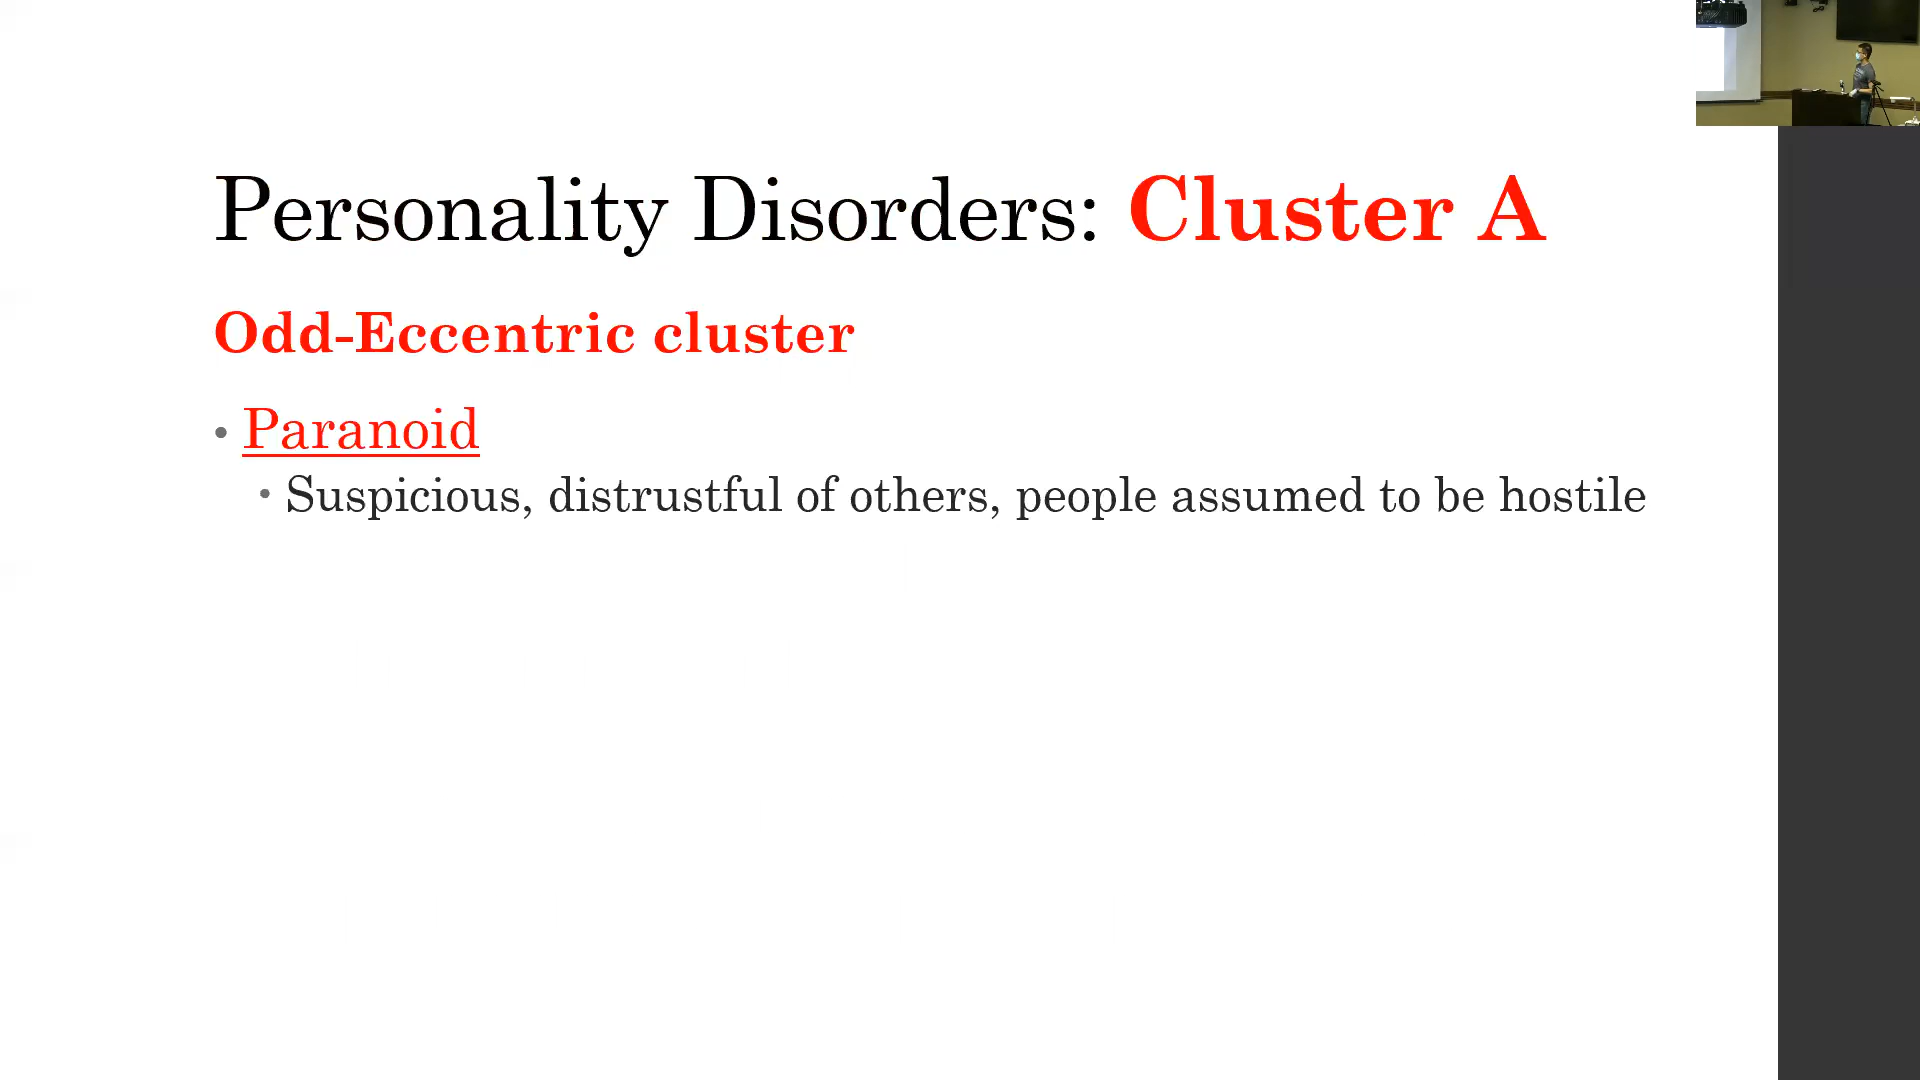 Personality Disorders: Cluster A
Odd-Eccentric cluster
• Paranoid
• Suspicious, distrustful of others, people assumed to be hostile